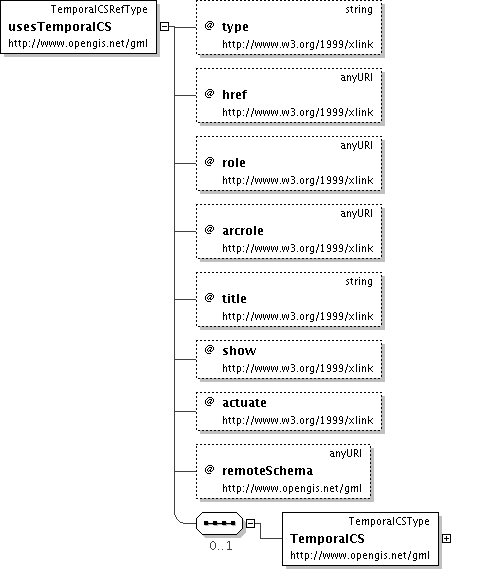 TemporalCSRefType
usesTemporalCS
http://www.opengis.net/gml
string
@ type
http://www.w3.org/1999/xlink
anyURI
@ href
http://www.w3.org/1999/xlink
anyURI
@ role
http://www.w3.org/1999/xlink
anyURI
@ arcrole
http://www.w3.org/1999/xlink
string
@ title
http://www.w3.org/1999/xlink
@ show
http://www.w3.org/1999/xlink
@ actuate
http://www.w3.org/1999/xlink
anyURI
@ remoteSchema
http://www.opengis.net/gml
0..1
TemporalCSType
TemporalCS
http://www.opengis.net/gml